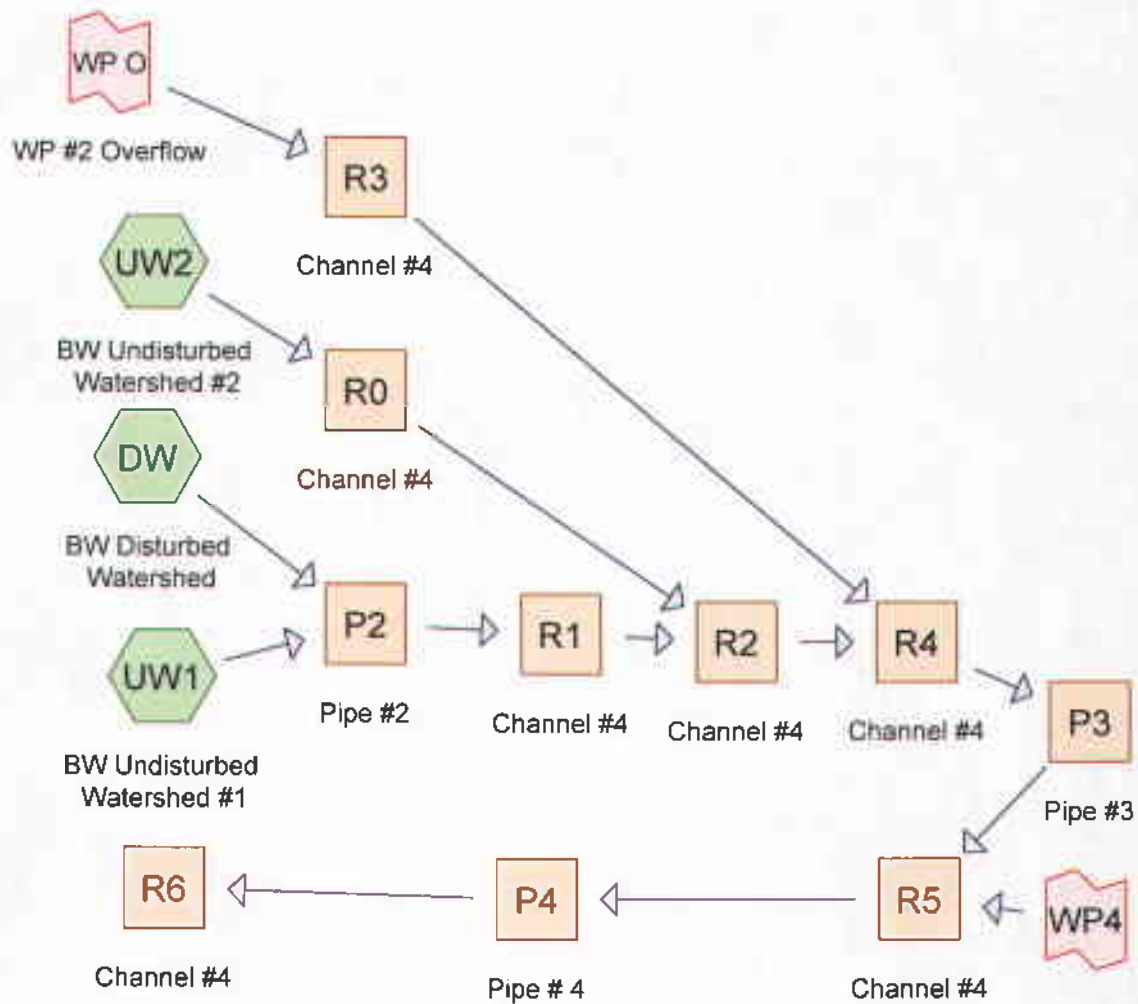 WP O
WP #2 Overflow
R3
Channel #4
UW2
BW Undisturbed
Watershed #2
R0
Channel #4
DW
BW Disturbed
Watershed
P2
Pipe #2
R1
Channel #4
R2
Channel #4
R4
Channel #4
UW1
BW Undisturbed
Watershed #1
P3
Pipe #3
R6
Channel #4
P4
Pipe # 4
R5
Channel #4
WP4